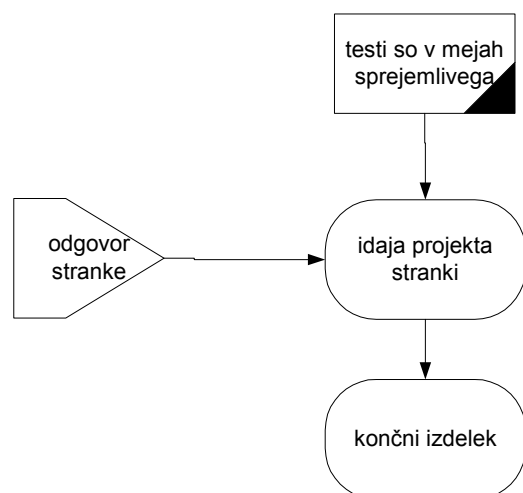 testi so v mejah
sprejemlivega
odgovor
stranke
idaja projekta
stranki
končni izdelek